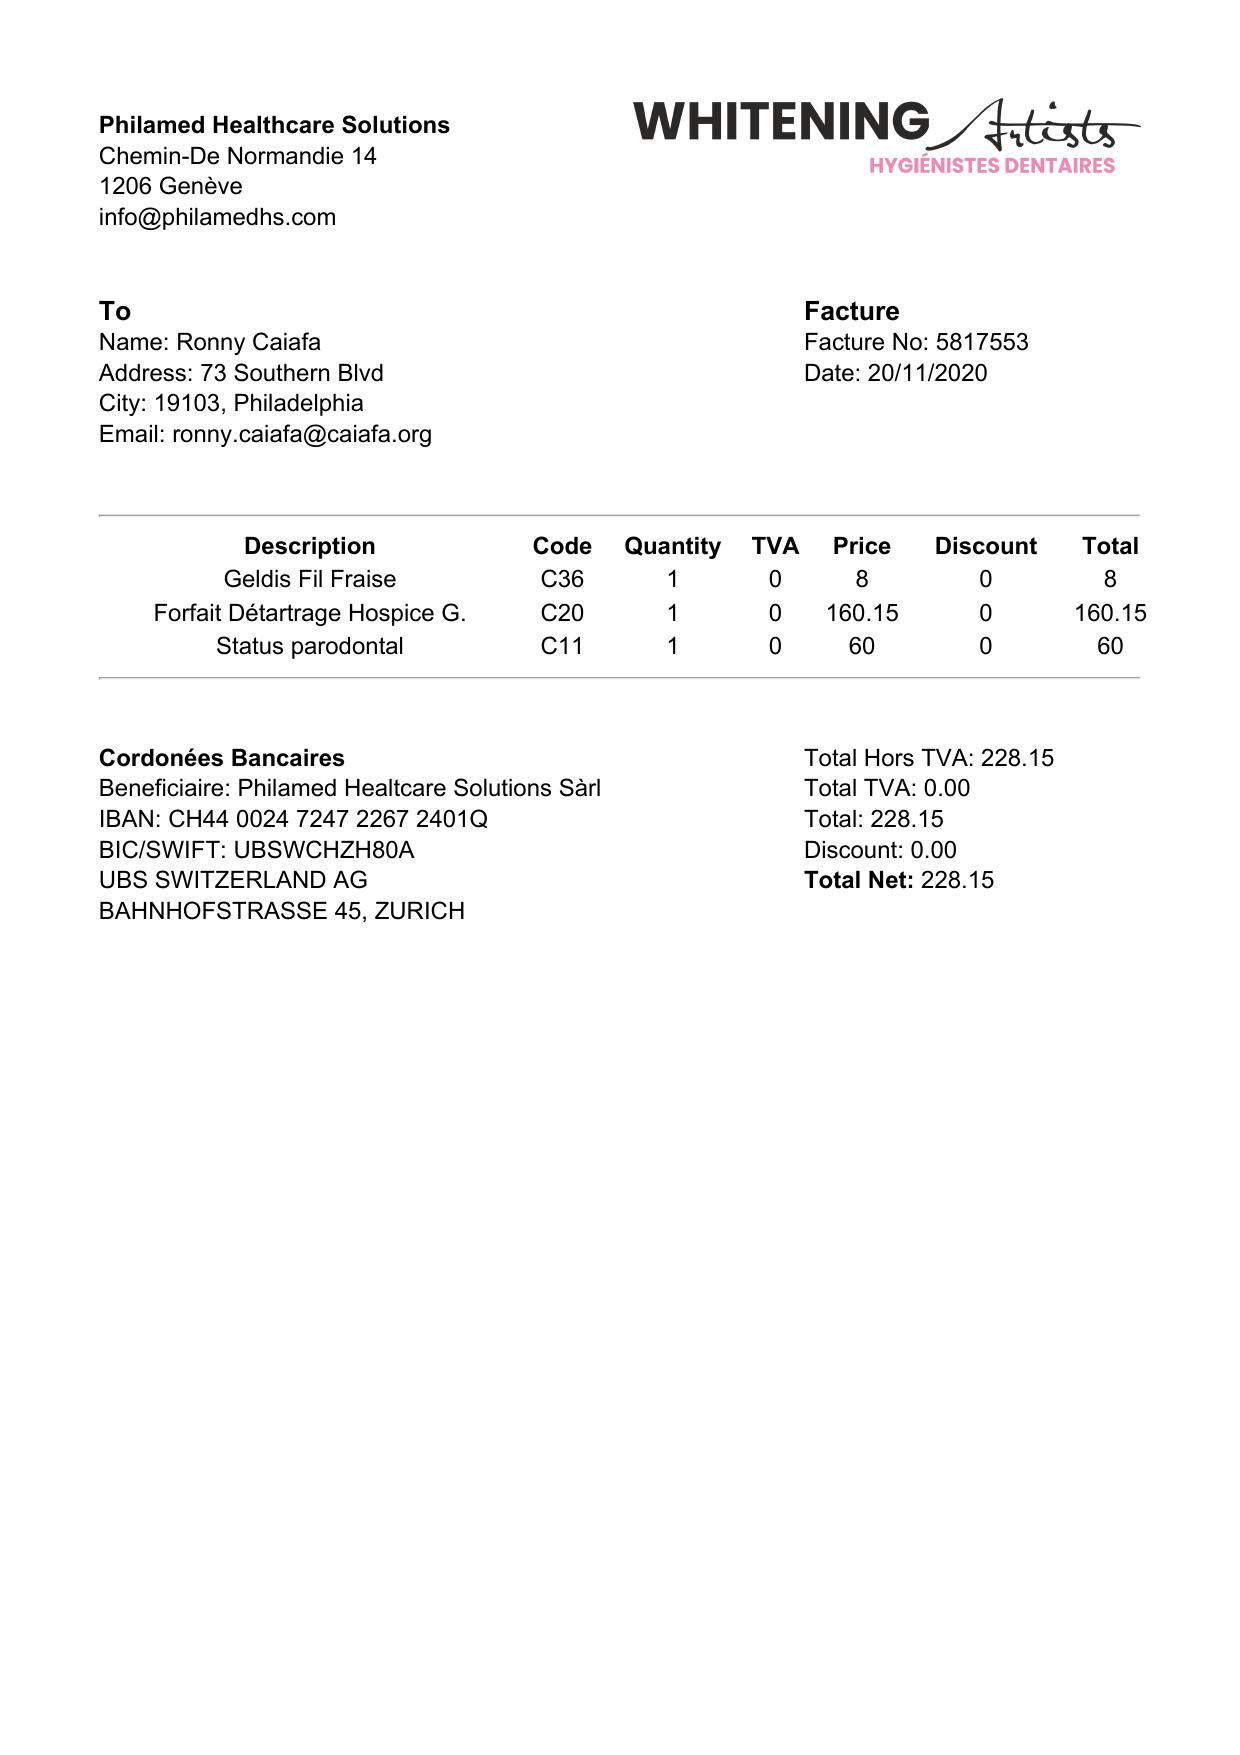 Philamed Healthcare Solutions
Chemin-De Normandie 14
1206 Genève
info@philamedhs.com
WHITENING Artists
HYGIÉNISTES DENTAIRES
To
Name: Ronny Caiafa
Address: 73 Southern Blvd
City: 19103, Philadelphia
Email: ronny.caiafa@caiafa.org
Facture
Facture No: 5817553
Date: 20/11/2020
Description Code Quantity TVA Price Discount Total
Geldis Fil Fraise C36 1 0 8 0 8
Forfait Détartrage Hospice G. C20 1 0 160.15 0 160.15
Status parodontal C11 1 0 60 0 60
Cordonées Bancaires
Beneficiaire: Philamed Healtcare Solutions Sàrl
IBAN: CH44 0024 7247 2267 2401Q
BIC/SWIFT: UBSWCHZH80A
UBS SWITZERLAND AG
BAHNHOFSTRASSE 45, ZURICH
Total Hors TVA: 228.15
Total TVA: 0.00
Total: 228.15
Discount: 0.00
Total Net: 228.15